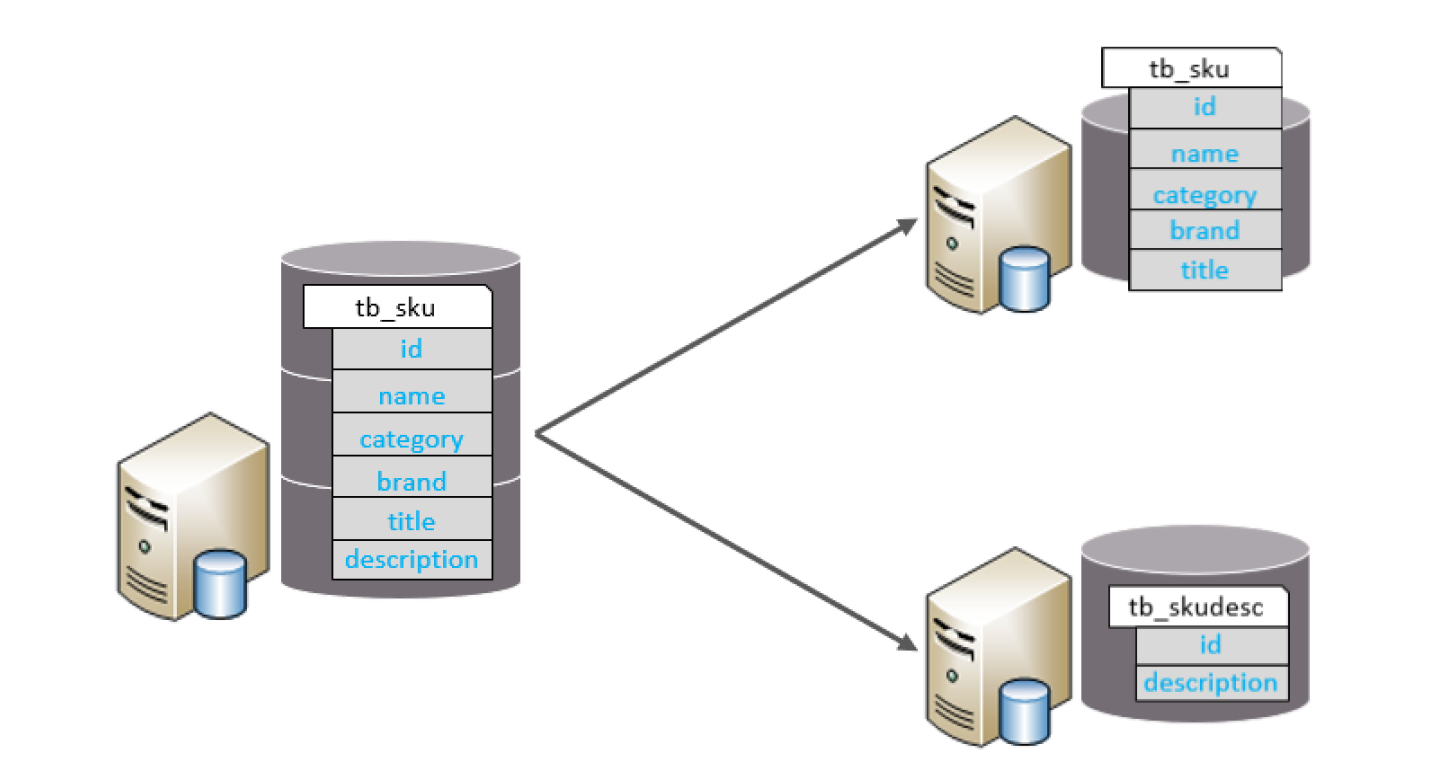 tb_sku
id
name
category
brand
title
description
tb_sku
id
name
category
brand
title
tb_skudesc
id
description